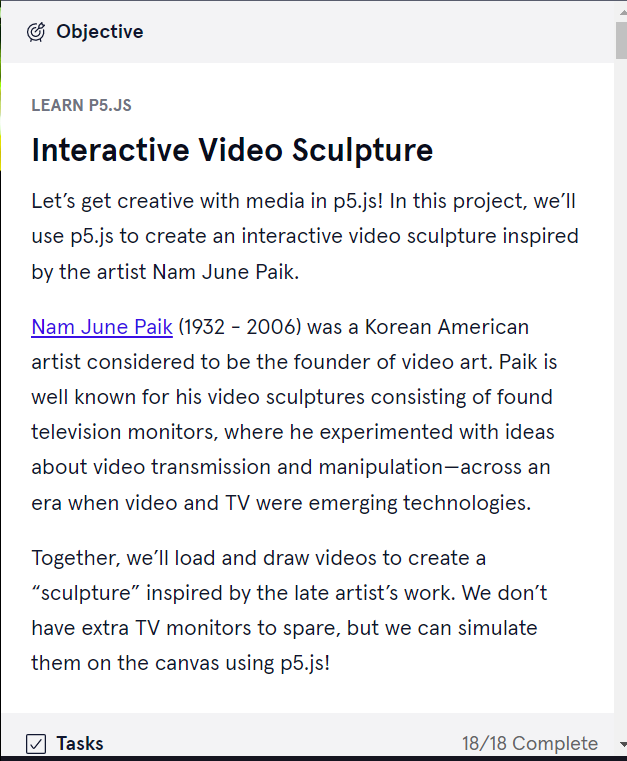 Objective
LEARN P5.JS
Interactive Video Sculpture
Let’s get creative with media in p5.js! In this project, we’ll
use p5.js to create an interactive video sculpture inspired
by the artist Nam June Paik.
Nam June Paik (1932 - 2006) was a Korean American
artist considered to be the founder of video art. Paik is
well known for his video sculptures consisting of found
television monitors, where he experimented with ideas
about video transmission and manipulation—across an
era when video and TV were emerging technologies.
Together, we’ll load and draw videos to create a
“sculpture” inspired by the late artist’s work. We don’t
have extra TV monitors to spare, but we can simulate
them on the canvas using p5.js!
Tasks 18/18 Complete